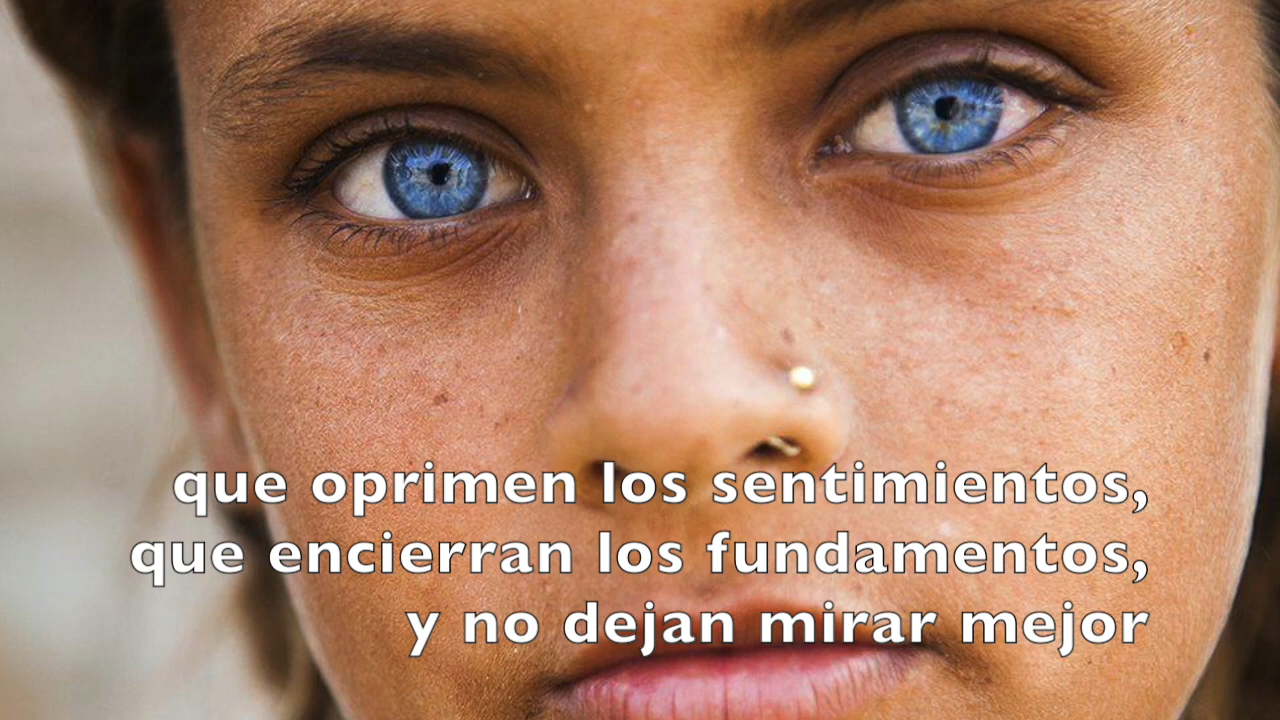 que oprimen los sentimientos,
que encierran los fundamentos,
y no dejan mirar mejor